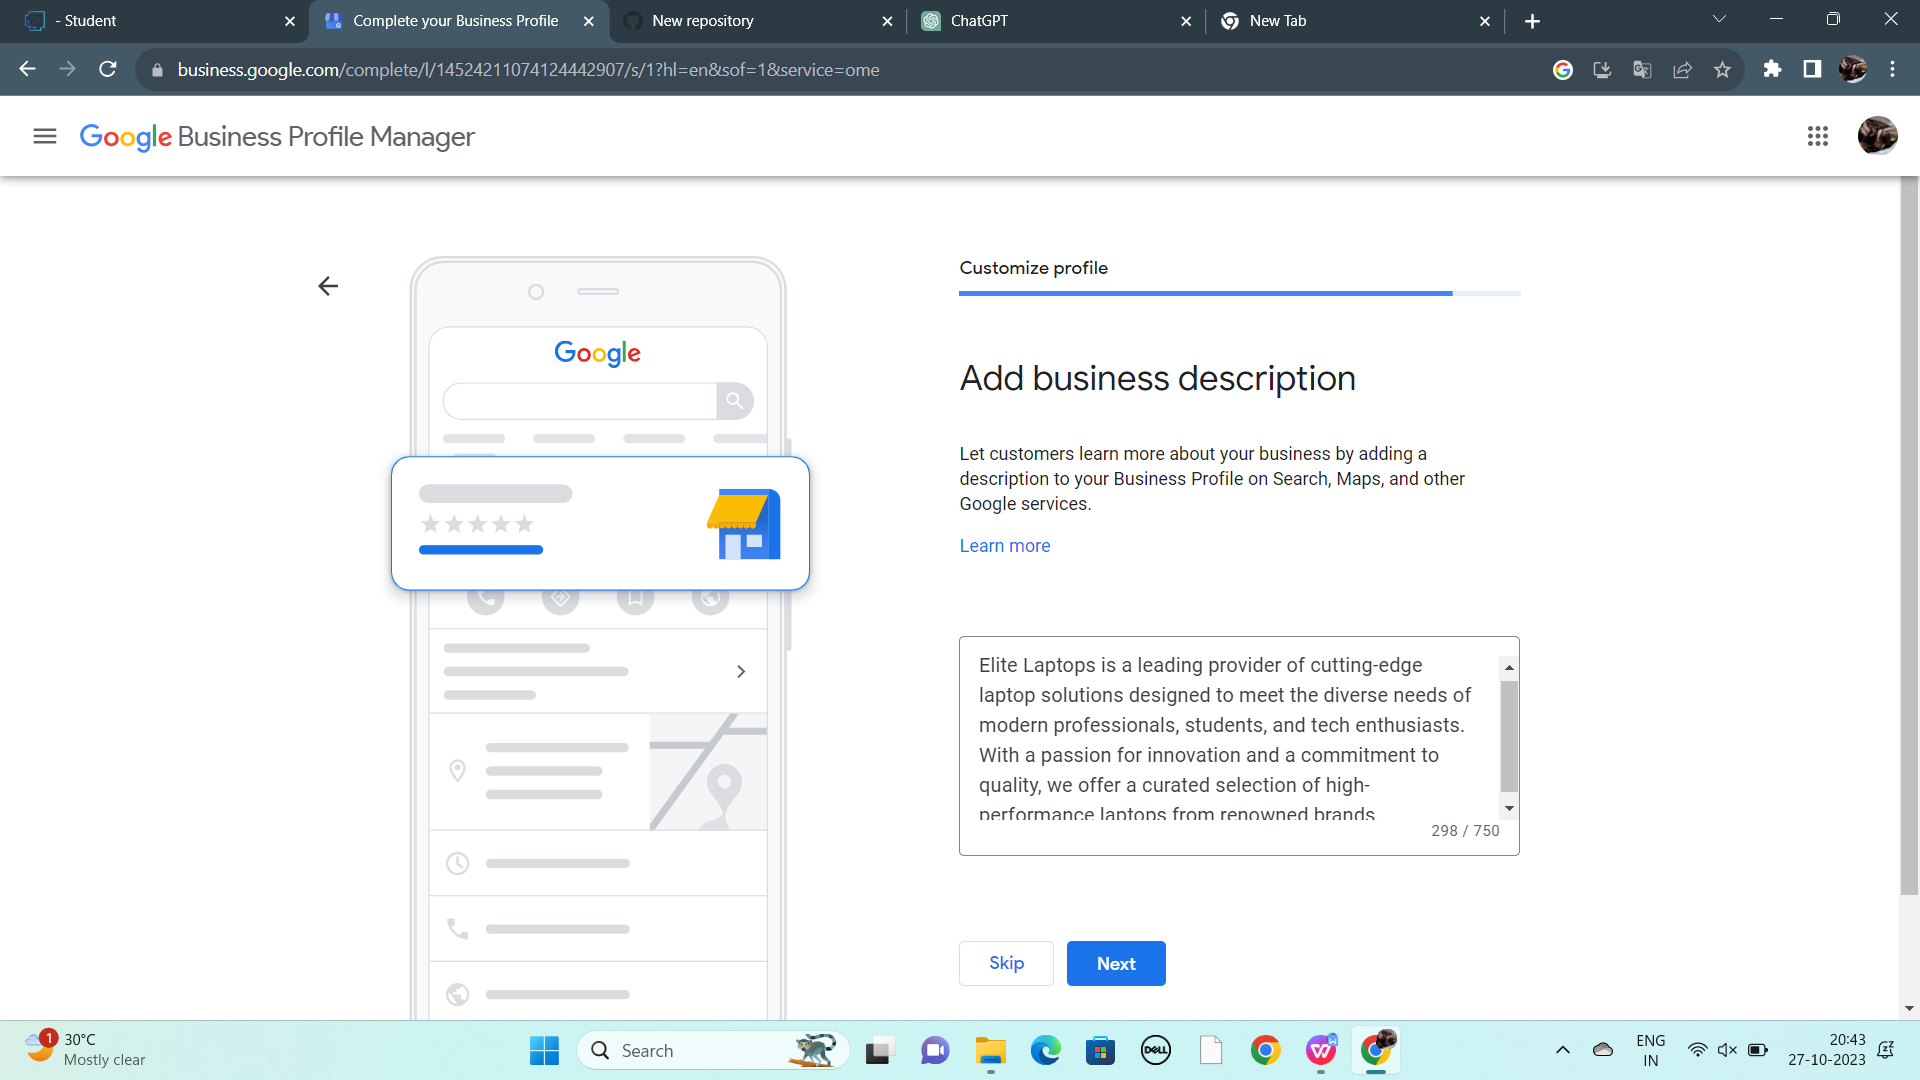 - Student
Complete your Business Profile
New repository
ChatGPT
New Tab
business.google.com/complete/l/14524211074124442907/s/1?hl=en&sof=1&service=ome
Google Business Profile Manager
Google
Customize profile
Add business description
Let customers learn more about your business by adding a
description to your Business Profile on Search, Maps, and other
Google services.
Learn more
Elite Laptops is a leading provider of cutting-edge
laptop solutions designed to meet the diverse needs of
modern professionals, students, and tech enthusiasts.
With a passion for innovation and a commitment to
quality, we offer a curated selection of high-
performance laptops from renowned brands
298 / 750
Skip
Next
1
30°C
Mostly clear
Search
DELL
ENG
IN
20:43
27-10-2023